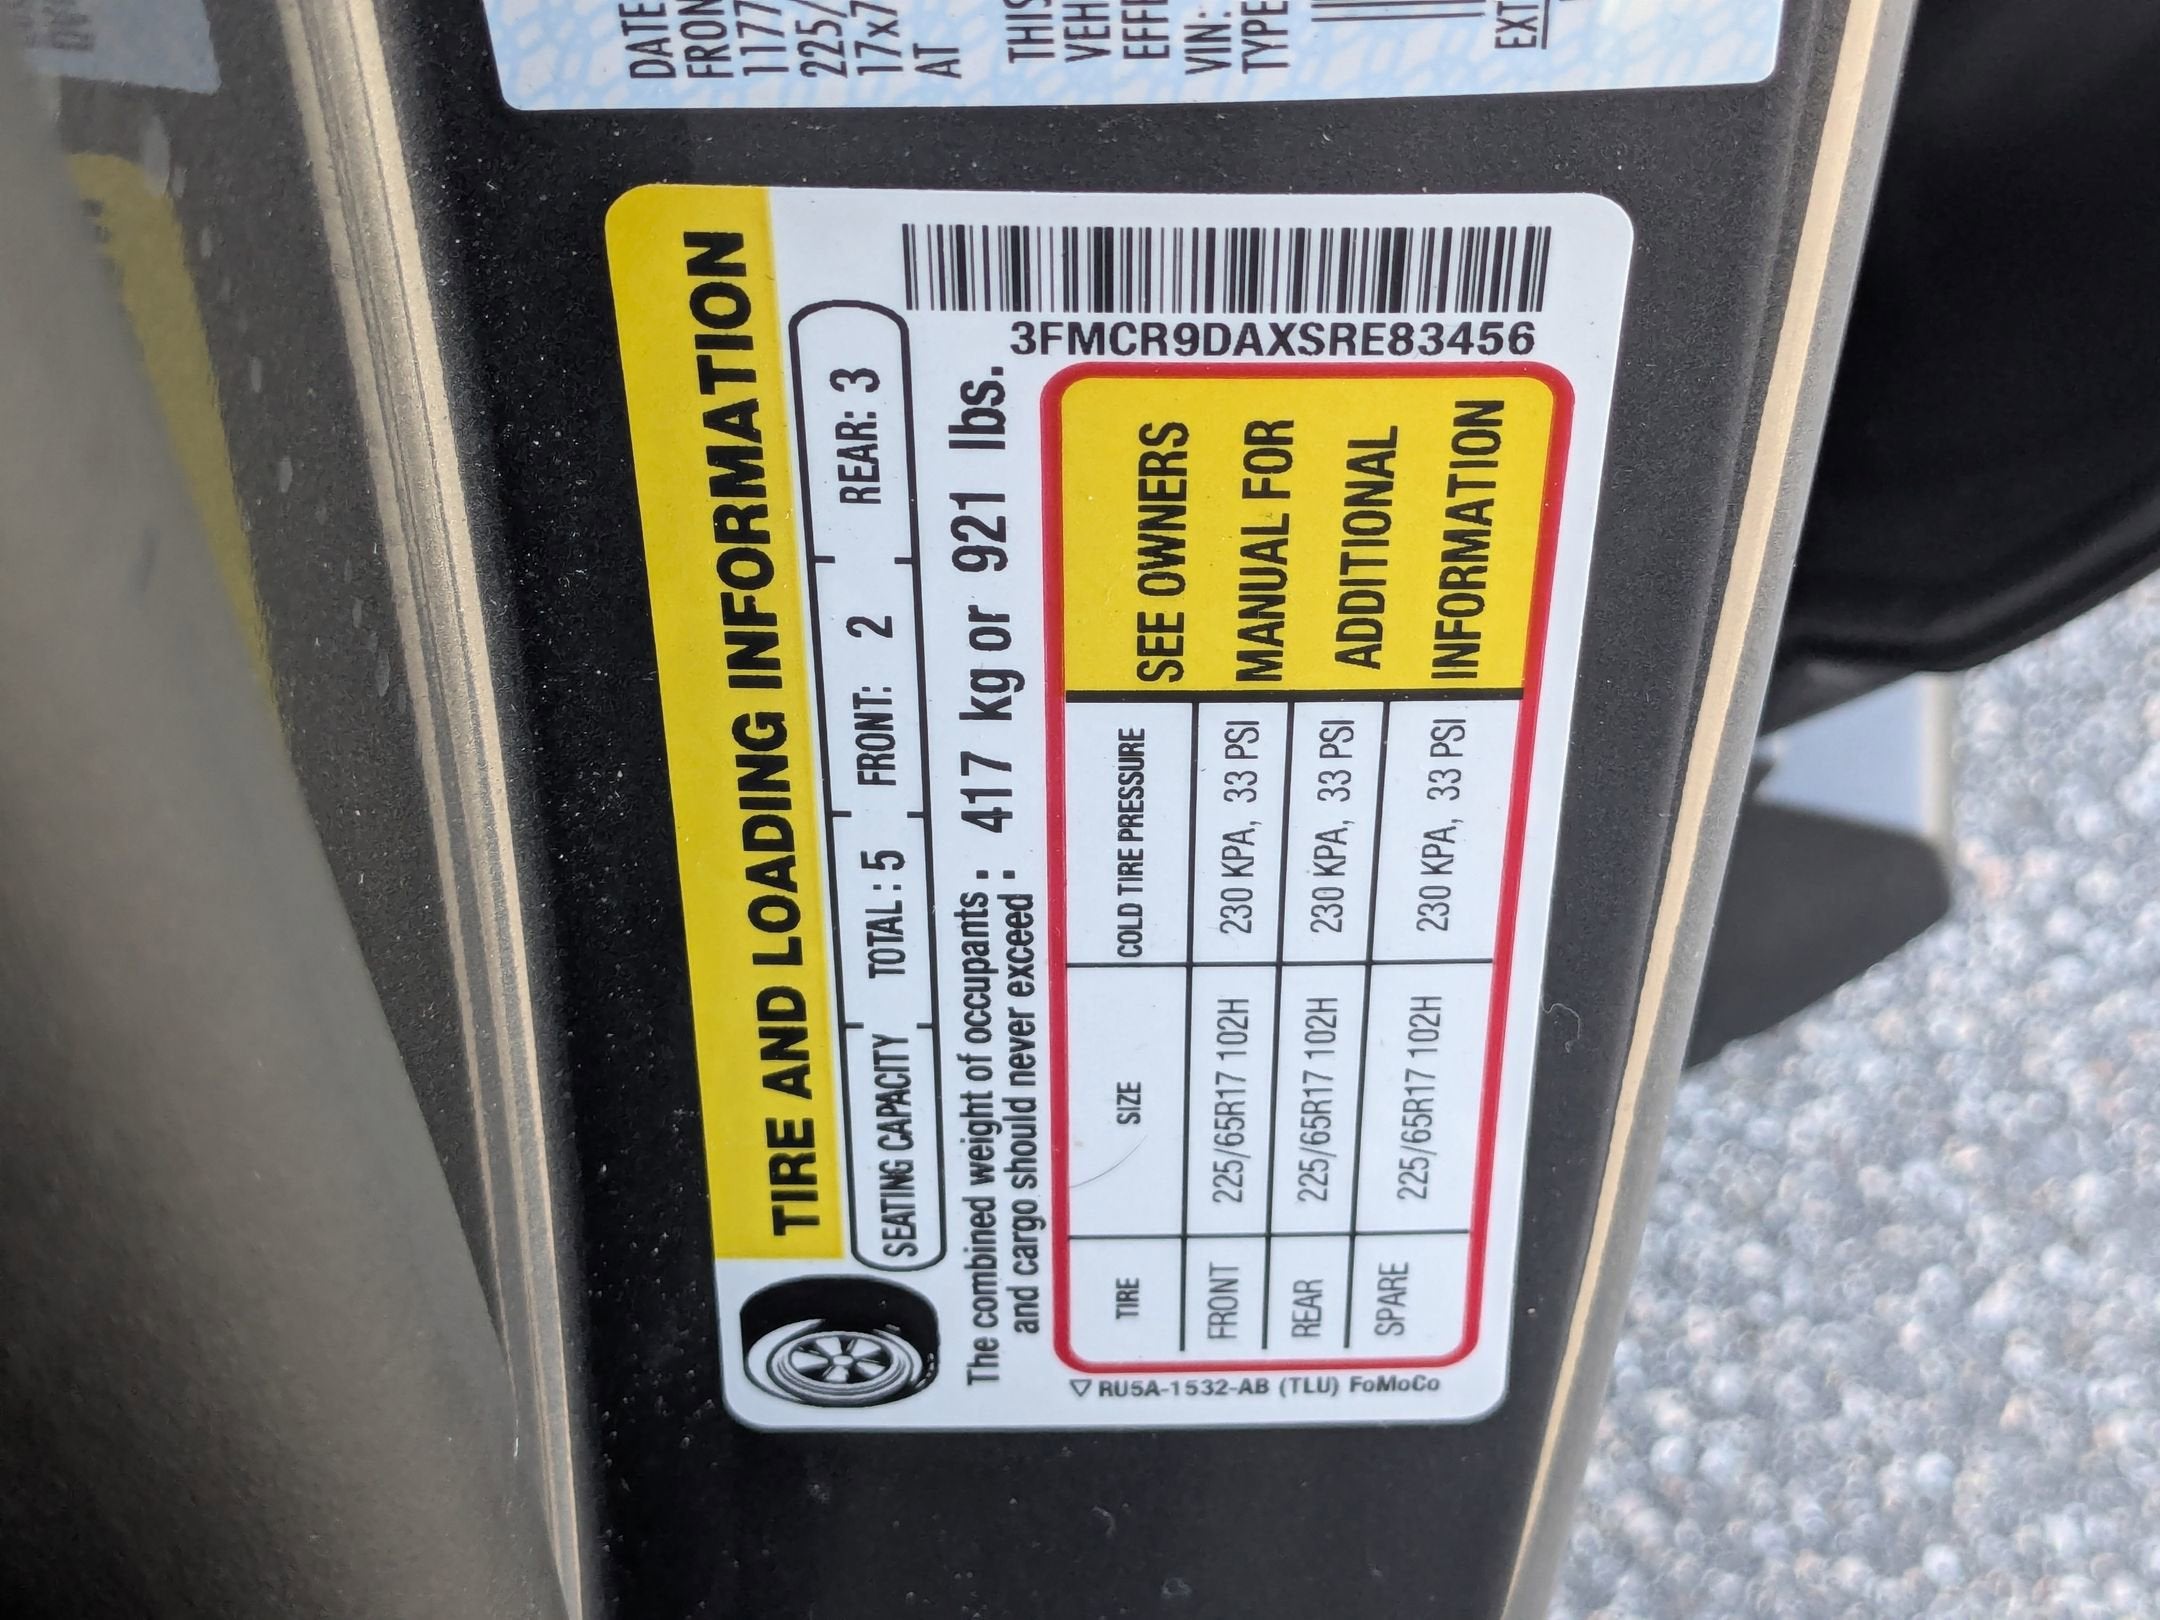 DATE
FRON
1177
225/
17x7
AT
THIS
VEH
EFFE
VIN:
TYPE
EXT
TIRE AND LOADING INFORMATION
SEATING CAPACITY TOTAL : 5 FRONT: 2 REAR: 3
The combined weight of occupants
and cargo should never exceed : 417 kg or 921 lbs.
3FMCR9DAXSRE83456
TIRE SIZE COLD TIRE PRESSURE
FRONT 225/65R17 102H 230 KPA, 33 PSI
REAR 225/65R17 102H 230 KPA, 33 PSI
SPARE 225/65R17 102H 230 KPA, 33 PSI
SEE OWNERS
MANUAL FOR
ADDITIONAL
INFORMATION
RU5A-1532-AB (TLU) FoMoCo